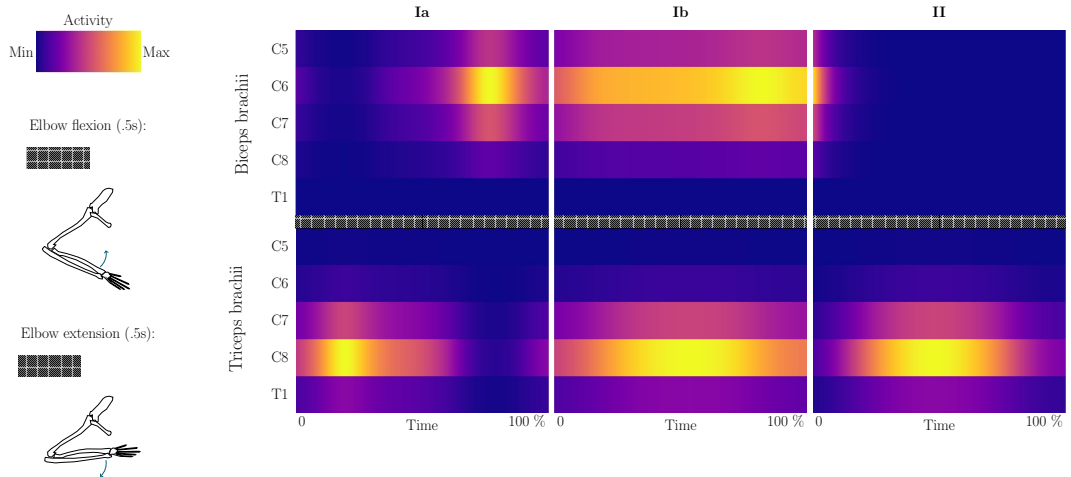 Activity
Min Max
Elbow flexion (.5s):
Elbow extension (.5s):
Ia Ib II
Biceps brachii
C5
C6
C7
C8
T1
Triceps brachii
C5
C6
C7
C8
T1
0 Time 100 % 0 Time 100 % 0 Time 100 %